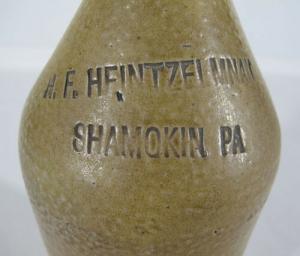 H. F. HEINTZELMAN
SHAMOKIN, PA